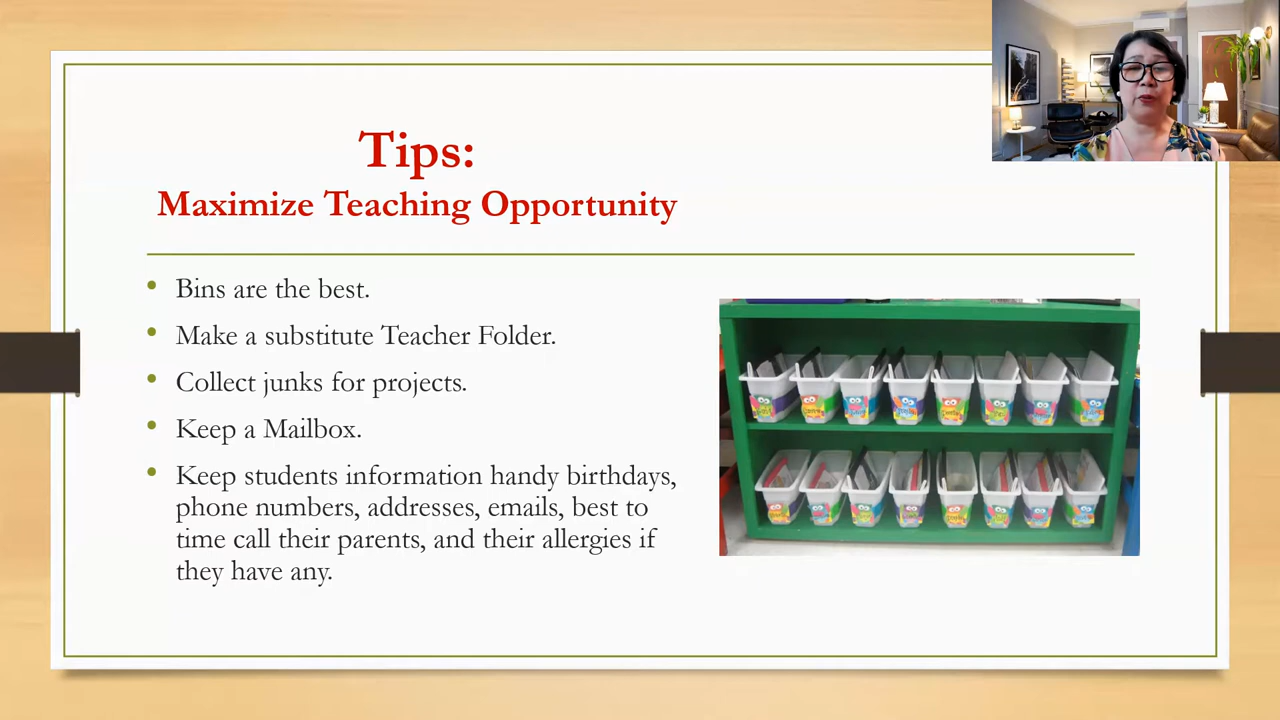 Tips:
Maximize Teaching Opportunity
• Bins are the best.
• Make a substitute Teacher Folder.
• Collect junks for projects.
• Keep a Mailbox.
• Keep students information handy birthdays,
phone numbers, addresses, emails, best to
time call their parents, and their allergies if
they have any.